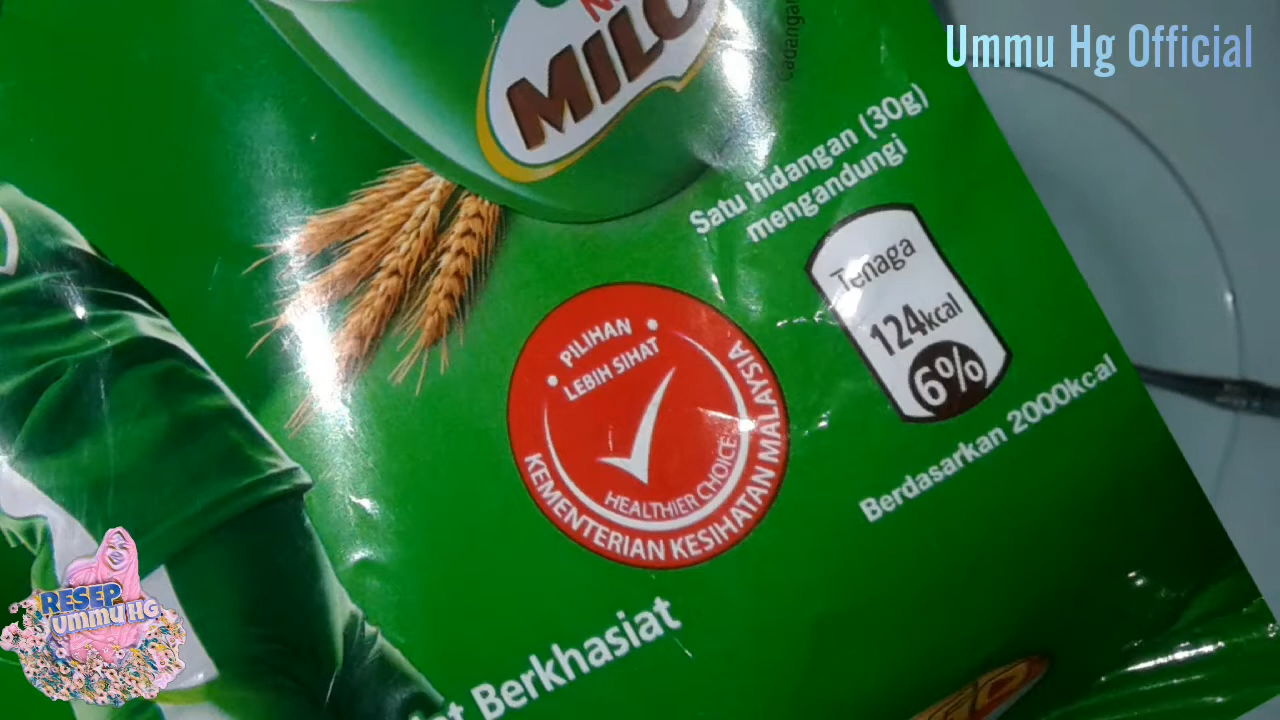 Ummu Hg Official
MILO
Satu hidangan (30g)
mengandungi
Tenaga
124kcal
6%
Berdasarkan 2000kcal
PILIHAN
LEBIH SIHAT
HEALTHIER CHOICE
KEMENTERIAN KESIHATAN MALAYSIA
Berkhasiat
RESEP
UMMU HG